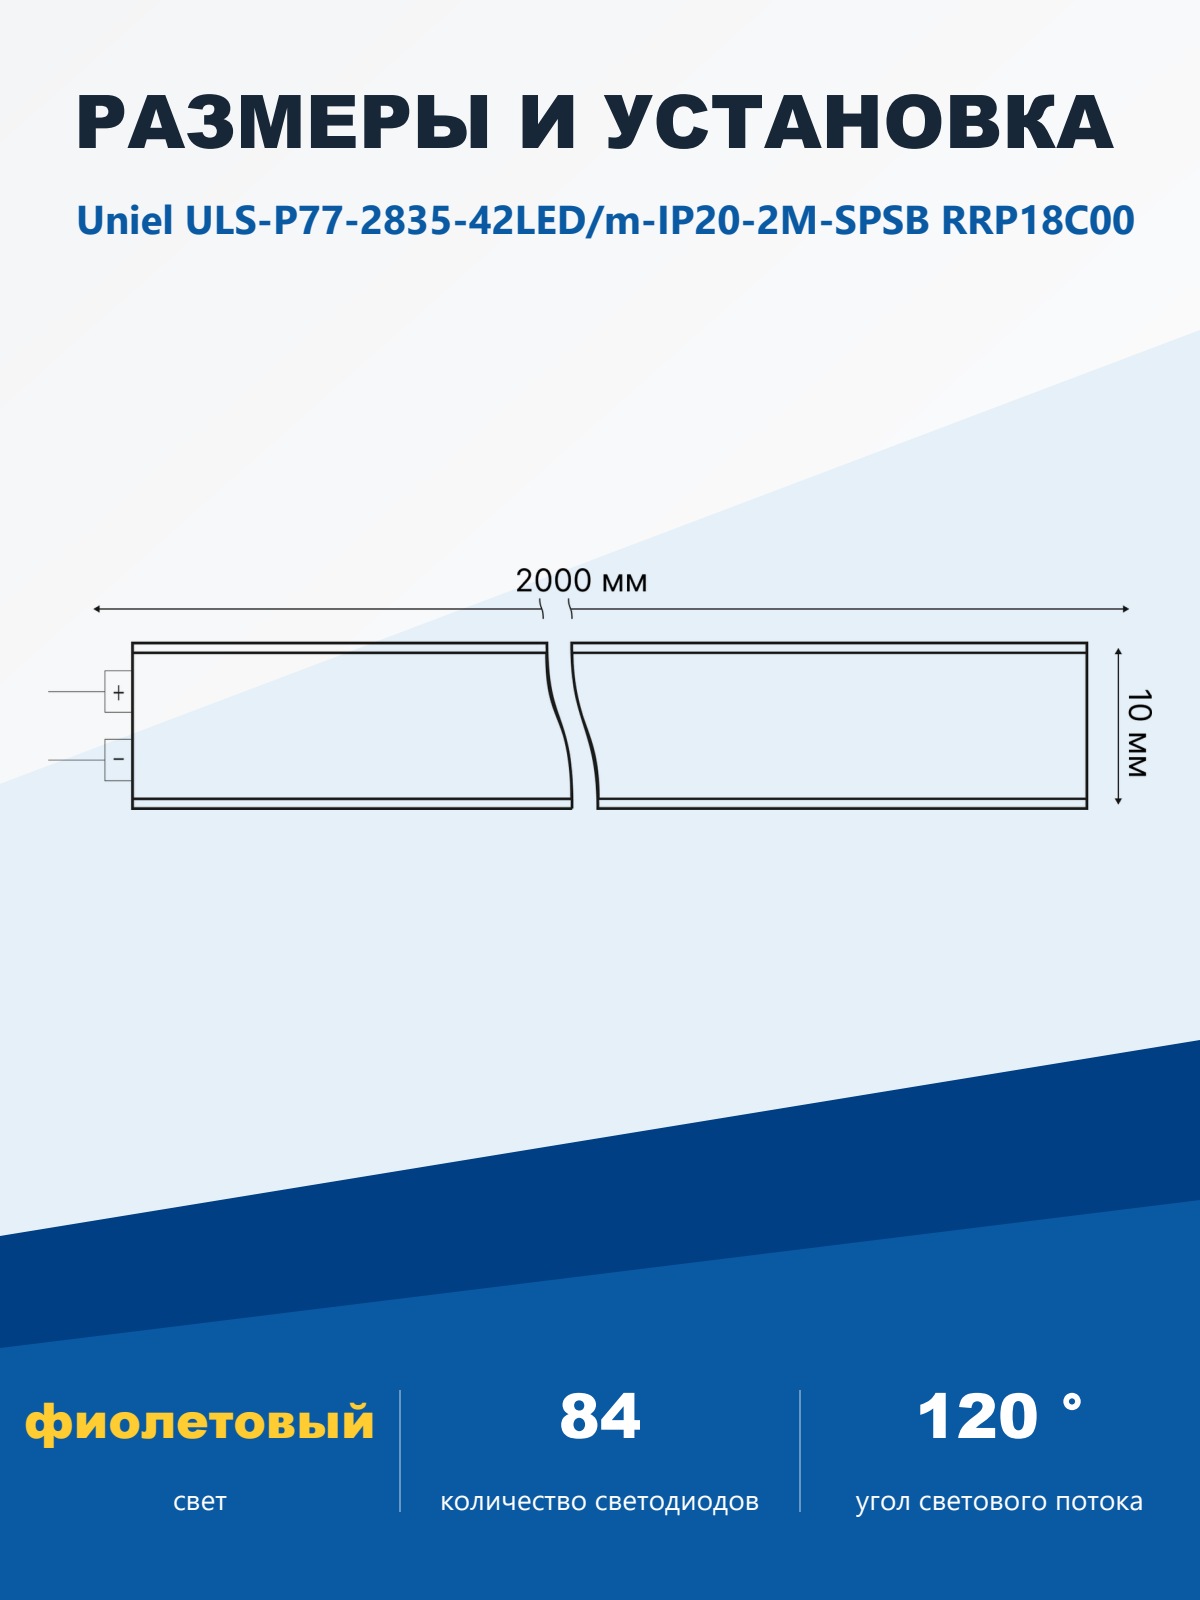 РАЗМЕРЫ И УСТАНОВКА
Uniel ULS-P77-2835-42LED/m-IP20-2M-SPSB RRP18C00
2000 мм
+
−
10 мм
фиолетовый
свет
84
количество светодиодов
120 °
угол светового потока